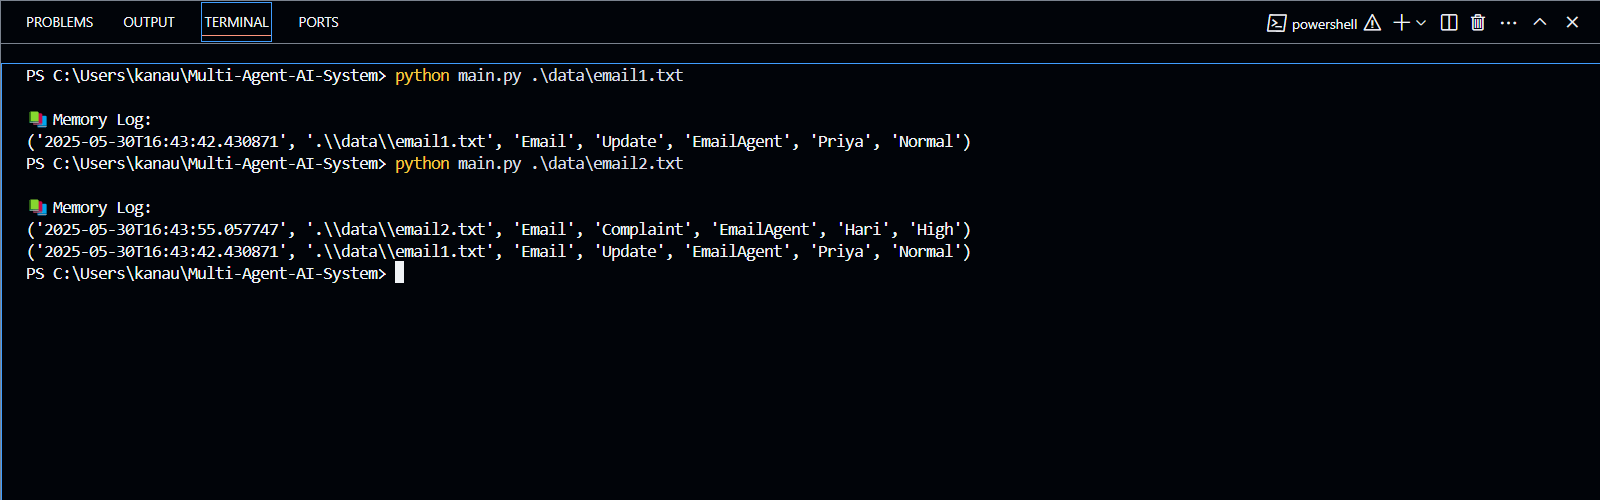 PROBLEMS OUTPUT TERMINAL PORTS powershell
PS C:\Users\kanau\Multi-Agent-AI-System> python main.py .\data\email1.txt
Memory Log:
('2025-05-30T16:43:42.430871', '.\\data\\email1.txt', 'Email', 'Update', 'EmailAgent', 'Priya', 'Normal')
PS C:\Users\kanau\Multi-Agent-AI-System> python main.py .\data\email2.txt
Memory Log:
('2025-05-30T16:43:55.057747', '.\\data\\email2.txt', 'Email', 'Complaint', 'EmailAgent', 'Hari', 'High')
('2025-05-30T16:43:42.430871', '.\\data\\email1.txt', 'Email', 'Update', 'EmailAgent', 'Priya', 'Normal')
PS C:\Users\kanau\Multi-Agent-AI-System>